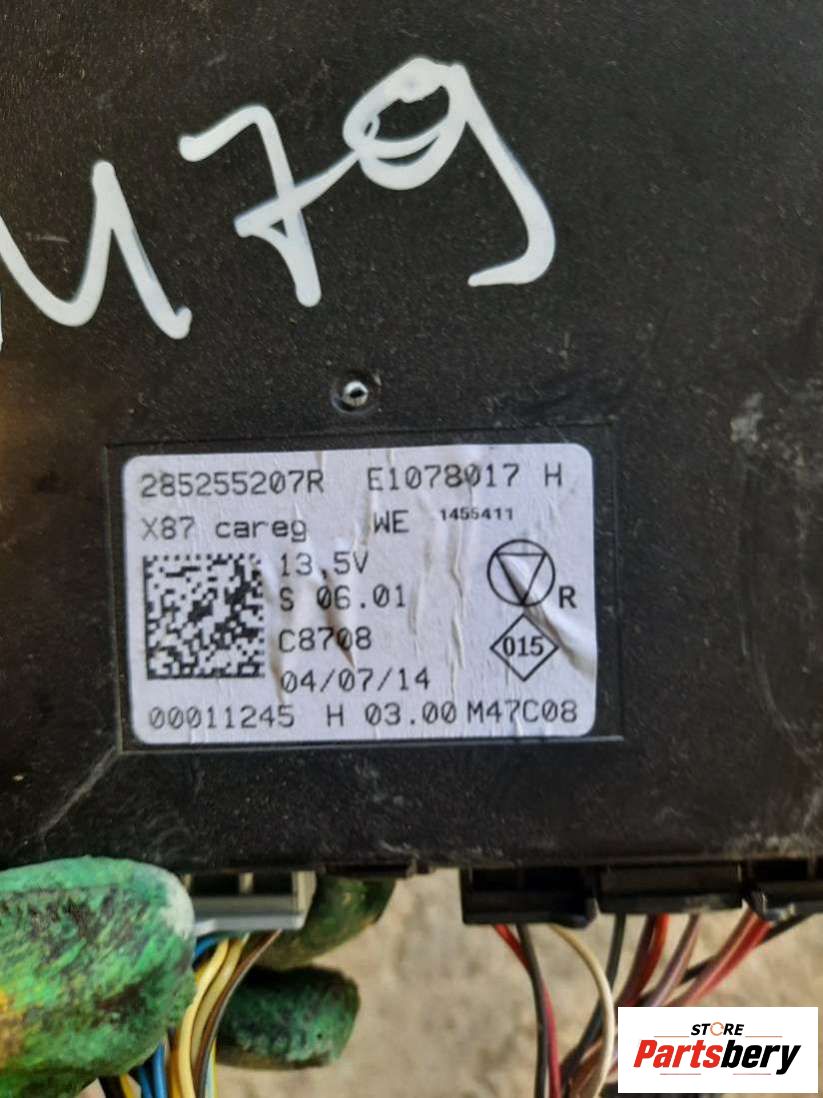 M79
285255207R E1078017 H
X87 careg WE 1455411
13,5V
S 06.01
C8708
R
015
04/07/14
00011245 H 03.00 M47C08
STORE
Partsbery